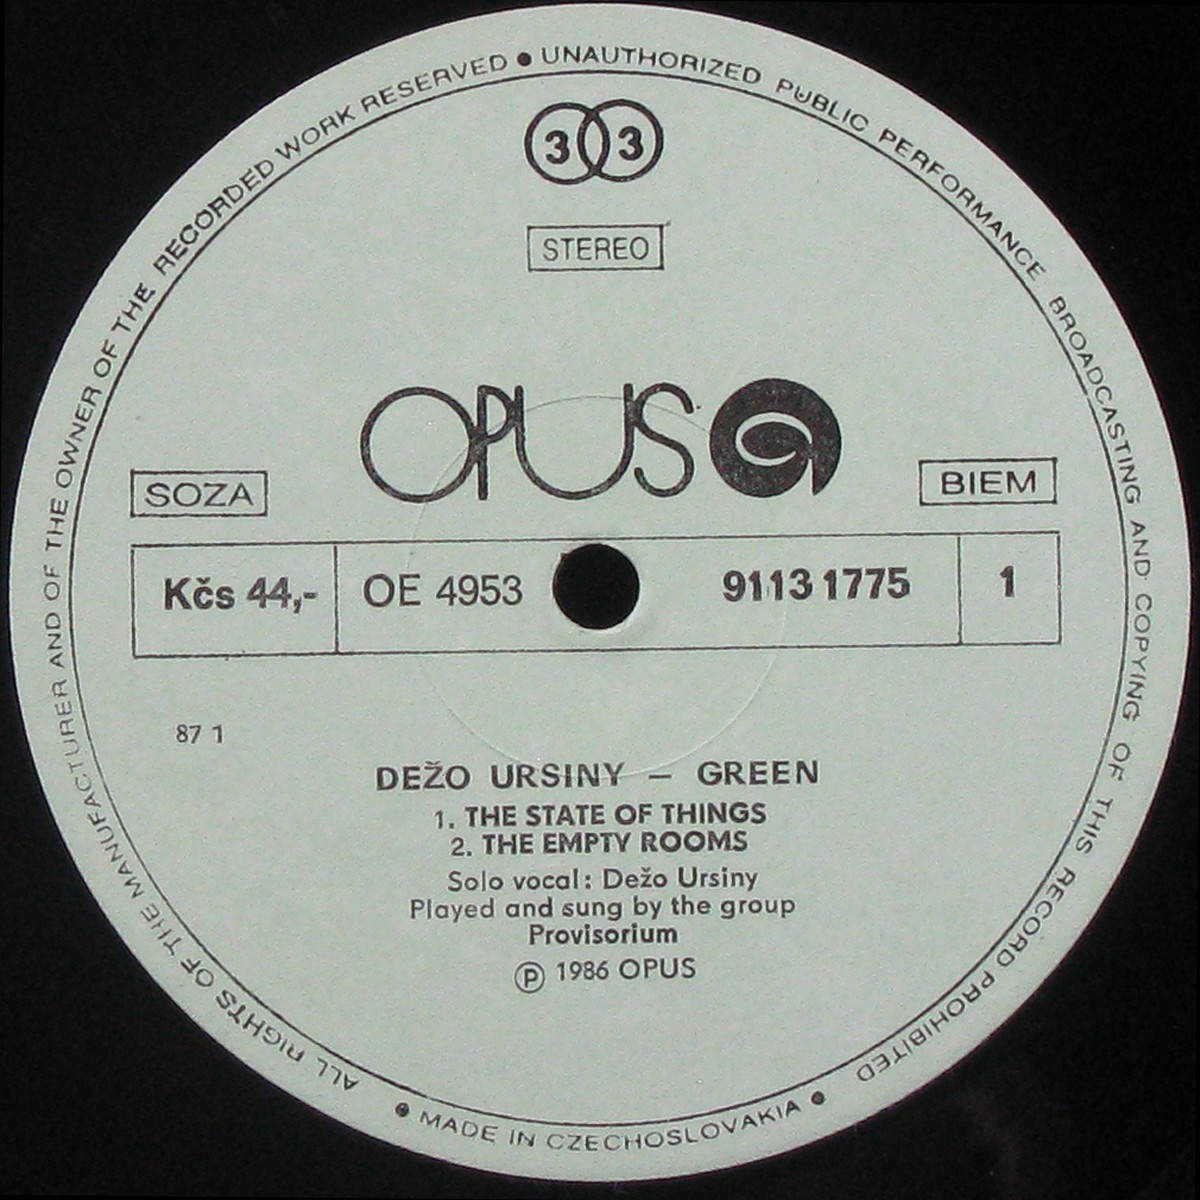 ALL RIGHTS OF THE MANUFACTURER AND OF THE OWNER OF THE RECORDED WORK RESERVED ● UNAUTHORIZED PUBLIC PERFORMANCE BROADCASTING AND COPYING OF THIS RECORD PROHIBITED
● MADE IN CZECHOSLOVAKIA ●
33
STEREO
OPUS
SOZA
BIEM
Kčs 44,- OE 4953 9113 1775 1
87 1
DEŽO URSINY – GREEN
1. THE STATE OF THINGS
2. THE EMPTY ROOMS
Solo vocal: Dežo Ursiny
Played and sung by the group
Provisorium
Ⓟ 1986 OPUS